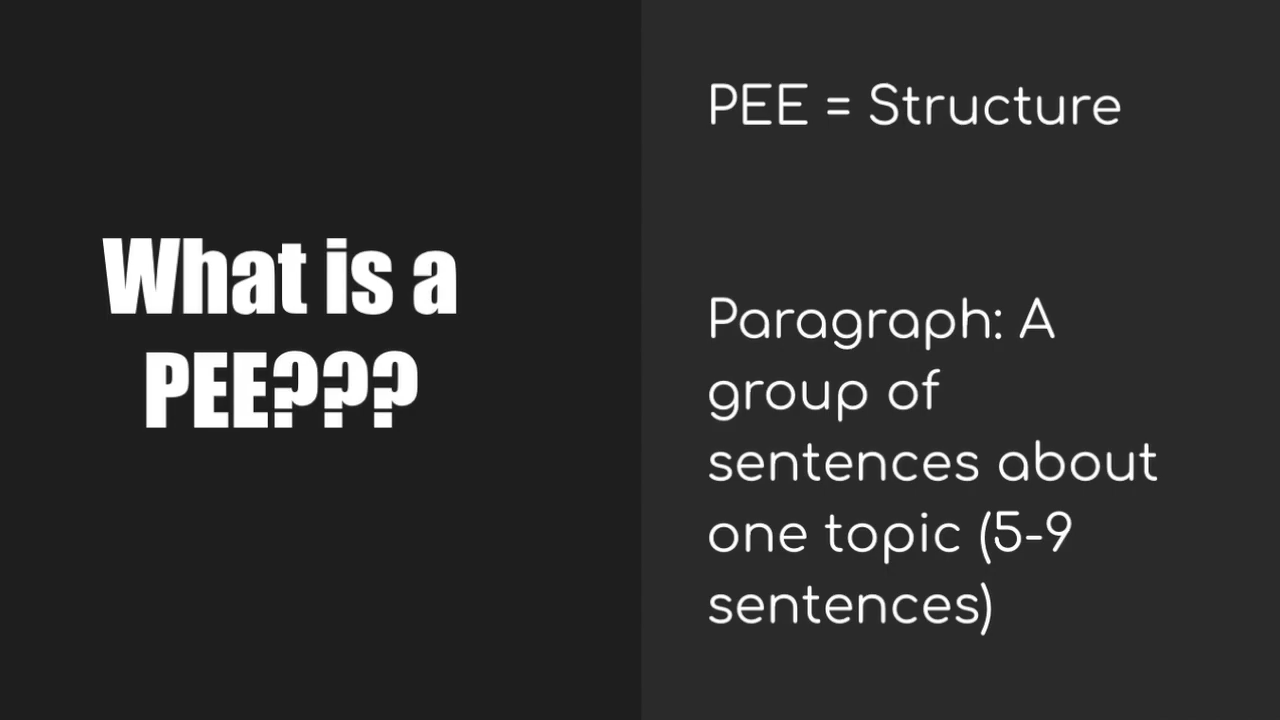 What is a
PEE???
PEE = Structure
Paragraph: A
group of
sentences about
one topic (5-9
sentences)